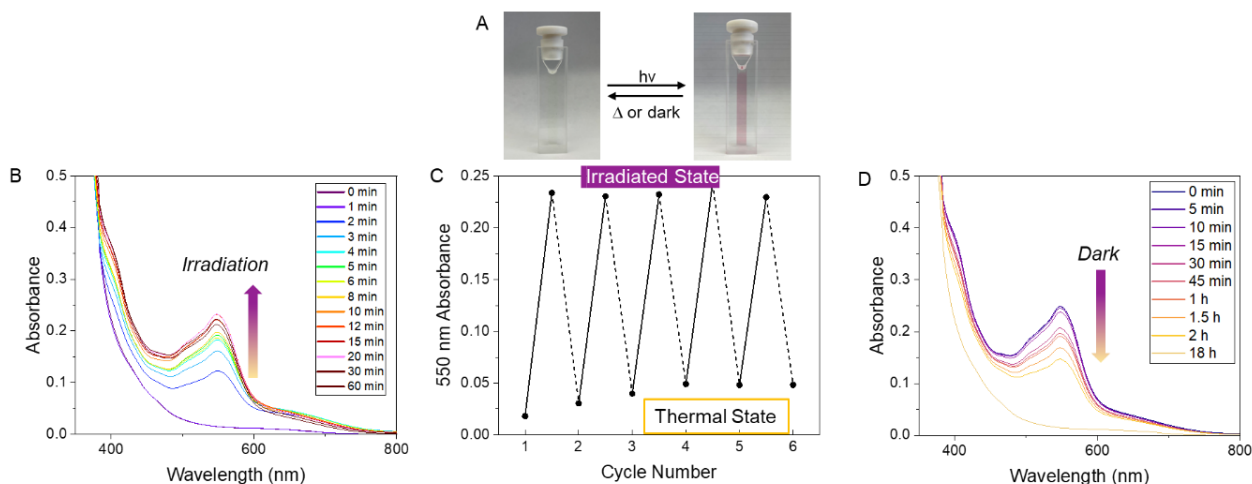 A
hν
Δ or dark
B
Absorbance
0.5
0.4
0.3
0.2
0.1
0.0
400
600
800
Wavelength (nm)
Irradiation
0 min
1 min
2 min
3 min
4 min
5 min
6 min
8 min
10 min
12 min
15 min
20 min
30 min
60 min
C
550 nm Absorbance
0.25
0.20
0.15
0.10
0.05
0.00
1
2
3
4
5
6
Cycle Number
Irradiated State
Thermal State
D
Absorbance
0.5
0.4
0.3
0.2
0.1
0.0
400
600
800
Wavelength (nm)
Dark
0 min
5 min
10 min
15 min
30 min
45 min
1 h
1.5 h
2 h
18 h